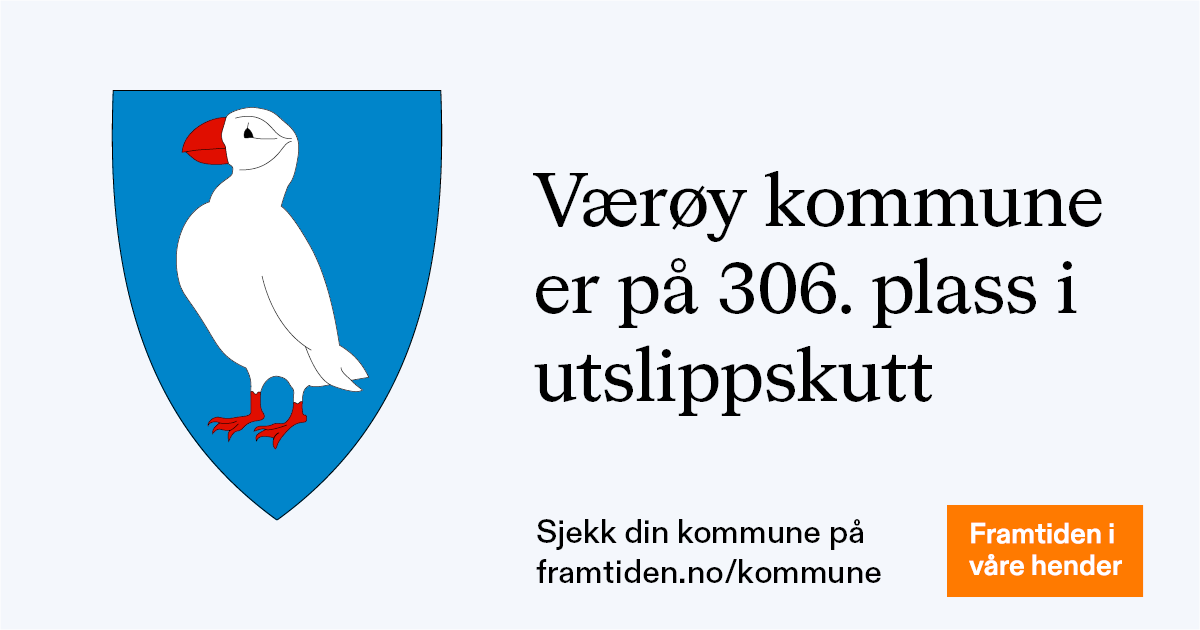 Værøy kommune
er på 306. plass i
utslippskutt
Sjekk din kommune på
framtiden.no/kommune
Framtiden i
våre hender